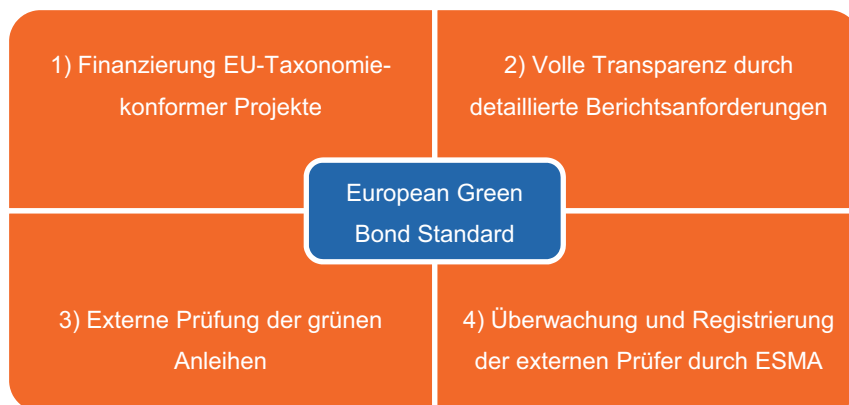 1) Finanzierung EU-Taxonomie-
konformer Projekte
2) Volle Transparenz durch
detaillierte Berichtsanforderungen
European Green
Bond Standard
3) Externe Prüfung der grünen
Anleihen
4) Überwachung und Registrierung
der externen Prüfer durch ESMA